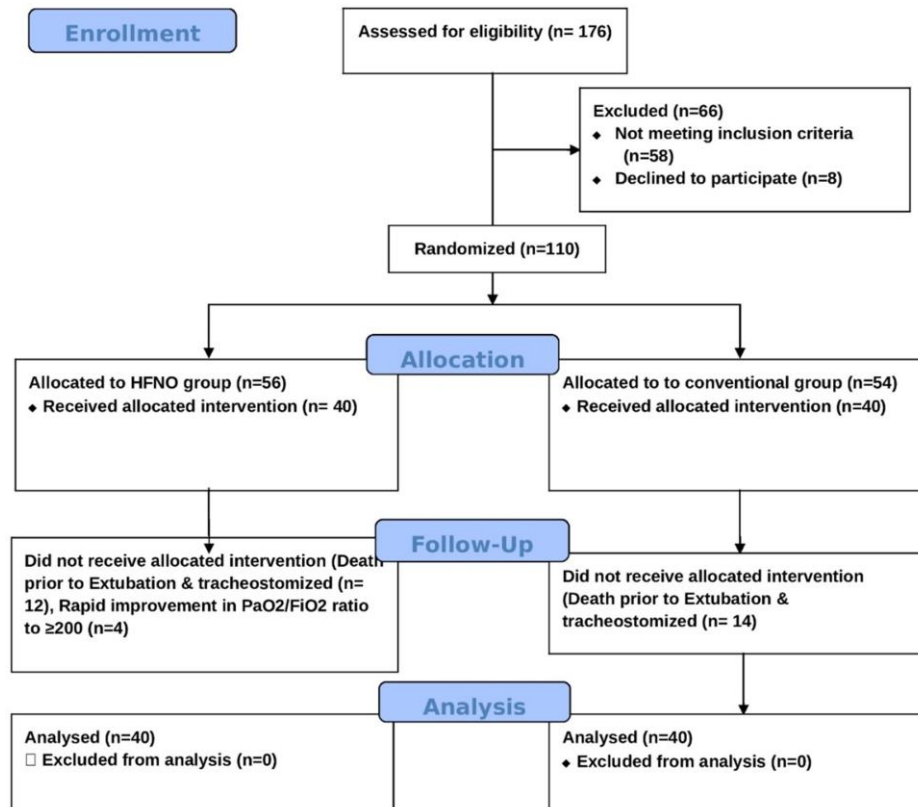 Enrollment
Assessed for eligibility (n= 176)
Excluded (n=66)
◆ Not meeting inclusion criteria
(n=58)
◆ Declined to participate (n=8)
Randomized (n=110)
Allocation
Allocated to HFNO group (n=56)
◆ Received allocated intervention (n= 40)
Allocated to to conventional group (n=54)
◆ Received allocated intervention (n=40)
Follow-Up
Did not receive allocated intervention (Death
prior to Extubation & tracheostomized (n=
12), Rapid improvement in PaO2/FiO2 ratio
to ≥200 (n=4)
Did not receive allocated intervention
(Death prior to Extubation &
tracheostomized (n= 14)
Analysis
Analysed (n=40)
□ Excluded from analysis (n=0)
Analysed (n=40)
◆ Excluded from analysis (n=0)